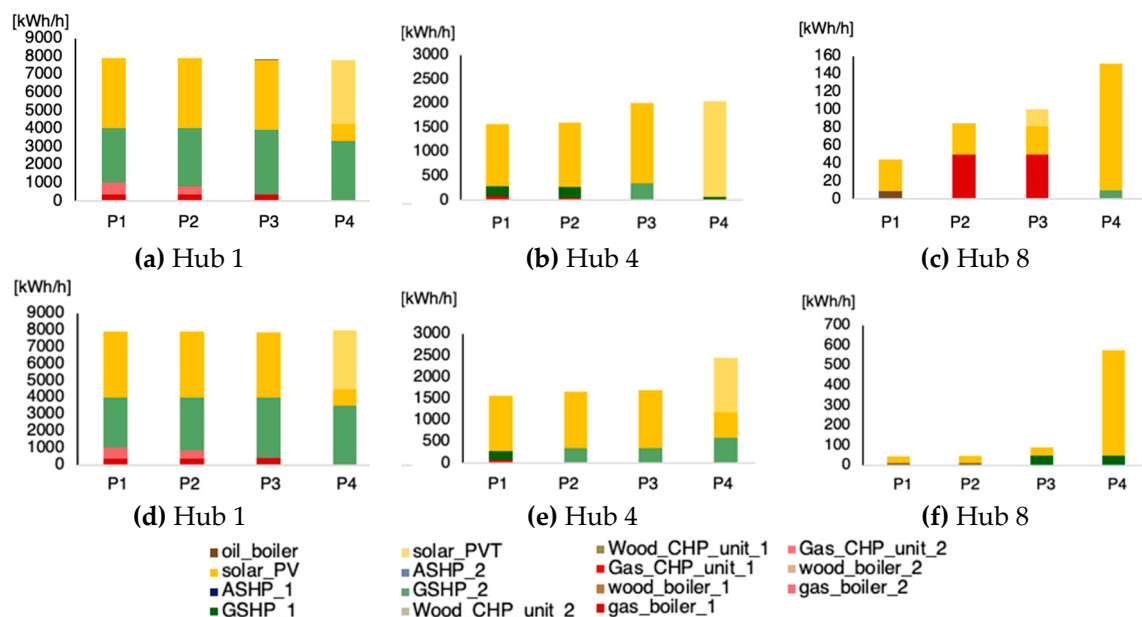 [kWh/h]
9000
8000
7000
6000
5000
4000
3000
2000
1000
0
P1 P2 P3 P4
(a) Hub 1
[kWh/h]
3000
2500
2000
1500
1000
500
0
P1 P2 P3 P4
(b) Hub 4
[kWh/h]
160
140
120
100
80
60
40
20
0
P1 P2 P3 P4
(c) Hub 8
[kWh/h]
9000
8000
7000
6000
5000
4000
3000
2000
1000
0
P1 P2 P3 P4
(d) Hub 1
[kWh/h]
3000
2500
2000
1500
1000
500
0
P1 P2 P3 P4
(e) Hub 4
[kWh/h]
700
600
500
400
300
200
100
0
P1 P2 P3 P4
(f) Hub 8
oil_boiler
solar_PV
ASHP_1
GSHP_1
solar_PVT
ASHP_2
GSHP_2
Wood_CHP_unit_2
Wood_CHP_unit_1
Gas_CHP_unit_1
wood_boiler_1
gas_boiler_1
Gas_CHP_unit_2
wood_boiler_2
gas_boiler_2